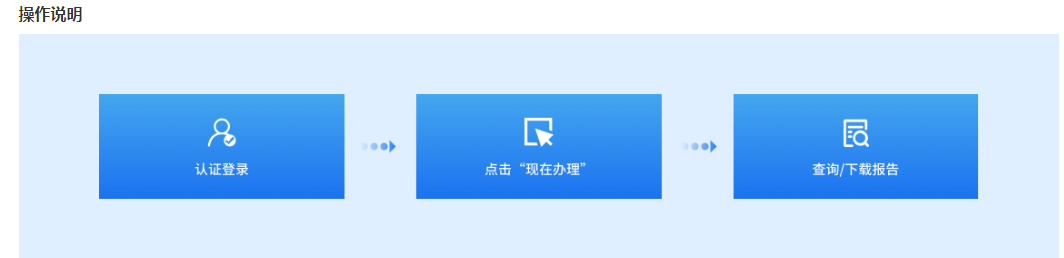 操作说明
认证登录
点击“现在办理”
查询/下载报告